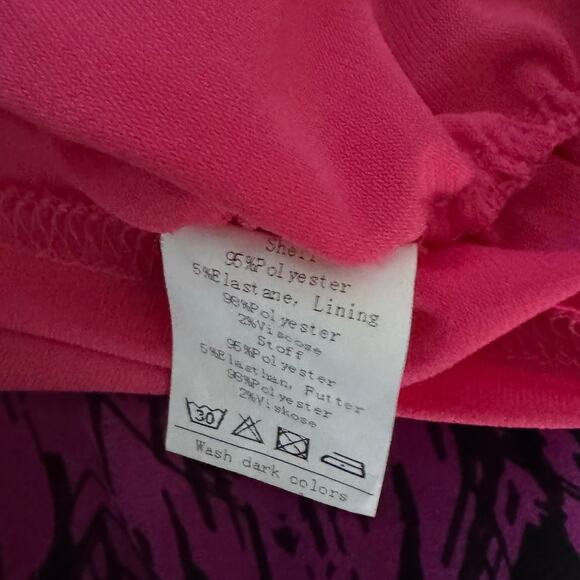 Shell
95%Polyester
5%Elastane, Lining
98%Polyester
2%Viscose
Stoff
95%Polyester
5%Elasthan, Futter
98%Polyester
2%Viskose
30
Wash dark colors